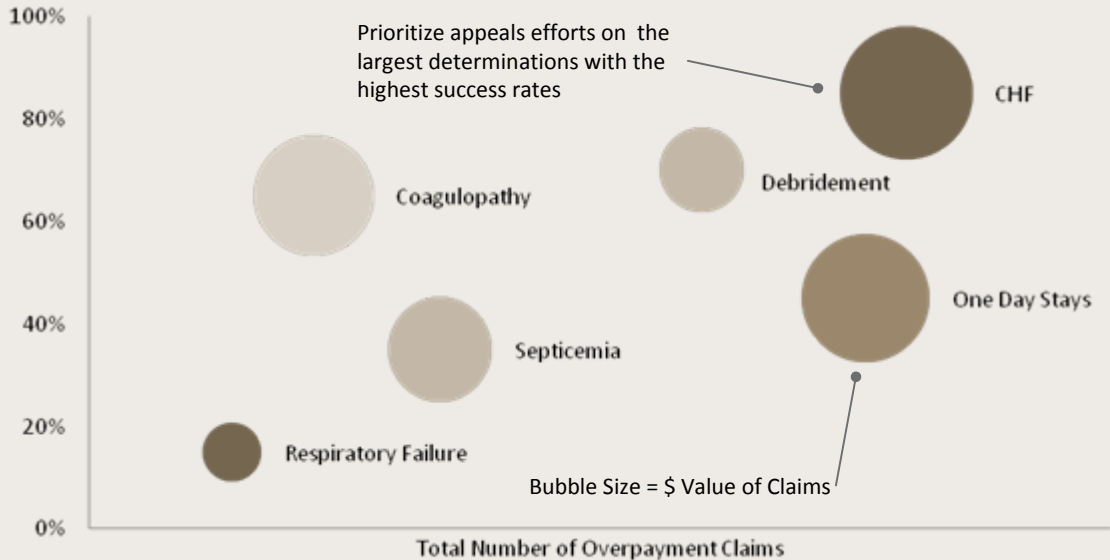 100%
Prioritize appeals efforts on the
largest determinations with the
highest success rates
CHF
80%
Debridement
Coagulopathy
60%
One Day Stays
40%
Septicemia
20%
Respiratory Failure
Bubble Size = $ Value of Claims
0%
Total Number of Overpayment Claims